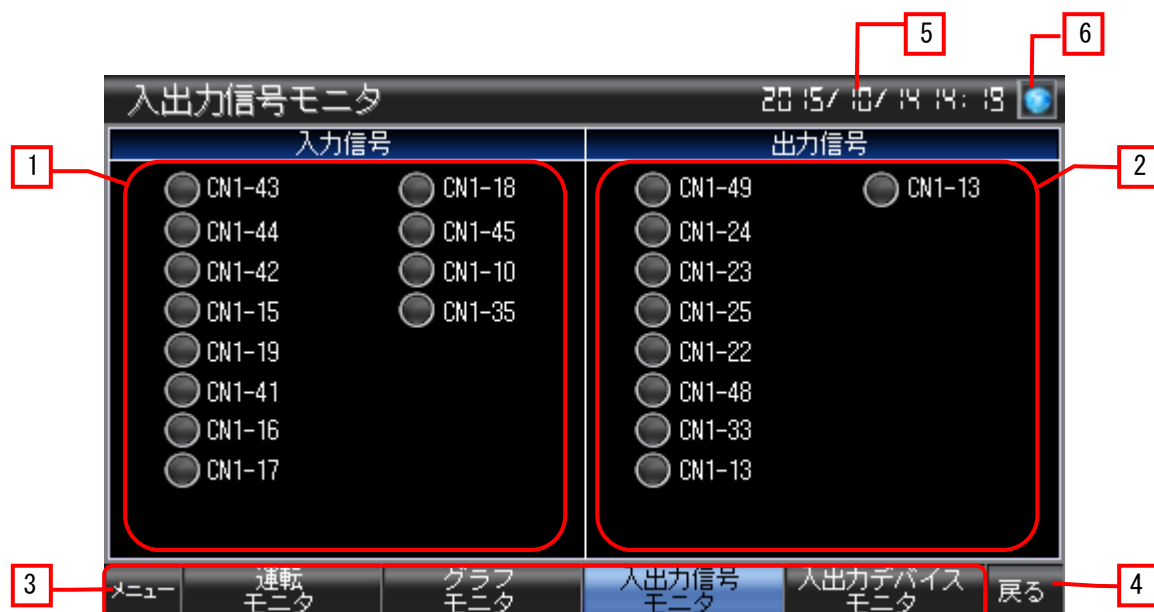 5
6
入出力信号モニタ
2015/10/14 14:19
入力信号
出力信号
1
2
CN1-43
CN1-18
CN1-49
CN1-13
CN1-44
CN1-45
CN1-24
CN1-42
CN1-10
CN1-23
CN1-15
CN1-35
CN1-25
CN1-19
CN1-22
CN1-41
CN1-48
CN1-16
CN1-33
CN1-17
CN1-13
3
メニュー
運転
モニタ
グラフ
モニタ
入出力信号
モニタ
入出力デバイス
モニタ
戻る
4